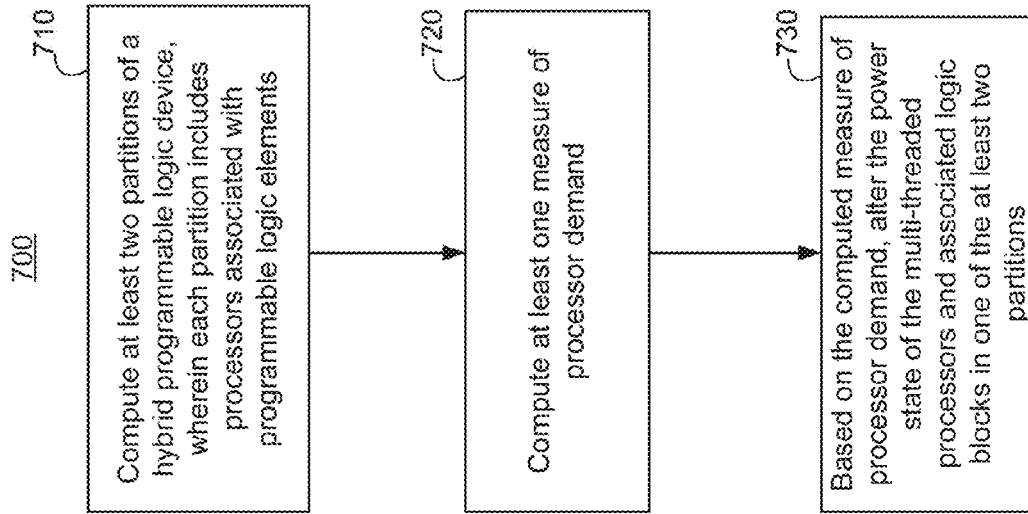 700
710
Compute at least two partitions of a
hybrid programmable logic device,
wherein each partition includes
processors associated with
programmable logic elements
720
Compute at least one measure of
processor demand
730
Based on the computed measure of
processor demand, alter the power
state of the multi-threaded
processors and associated logic
blocks in one of the at least two
partitions